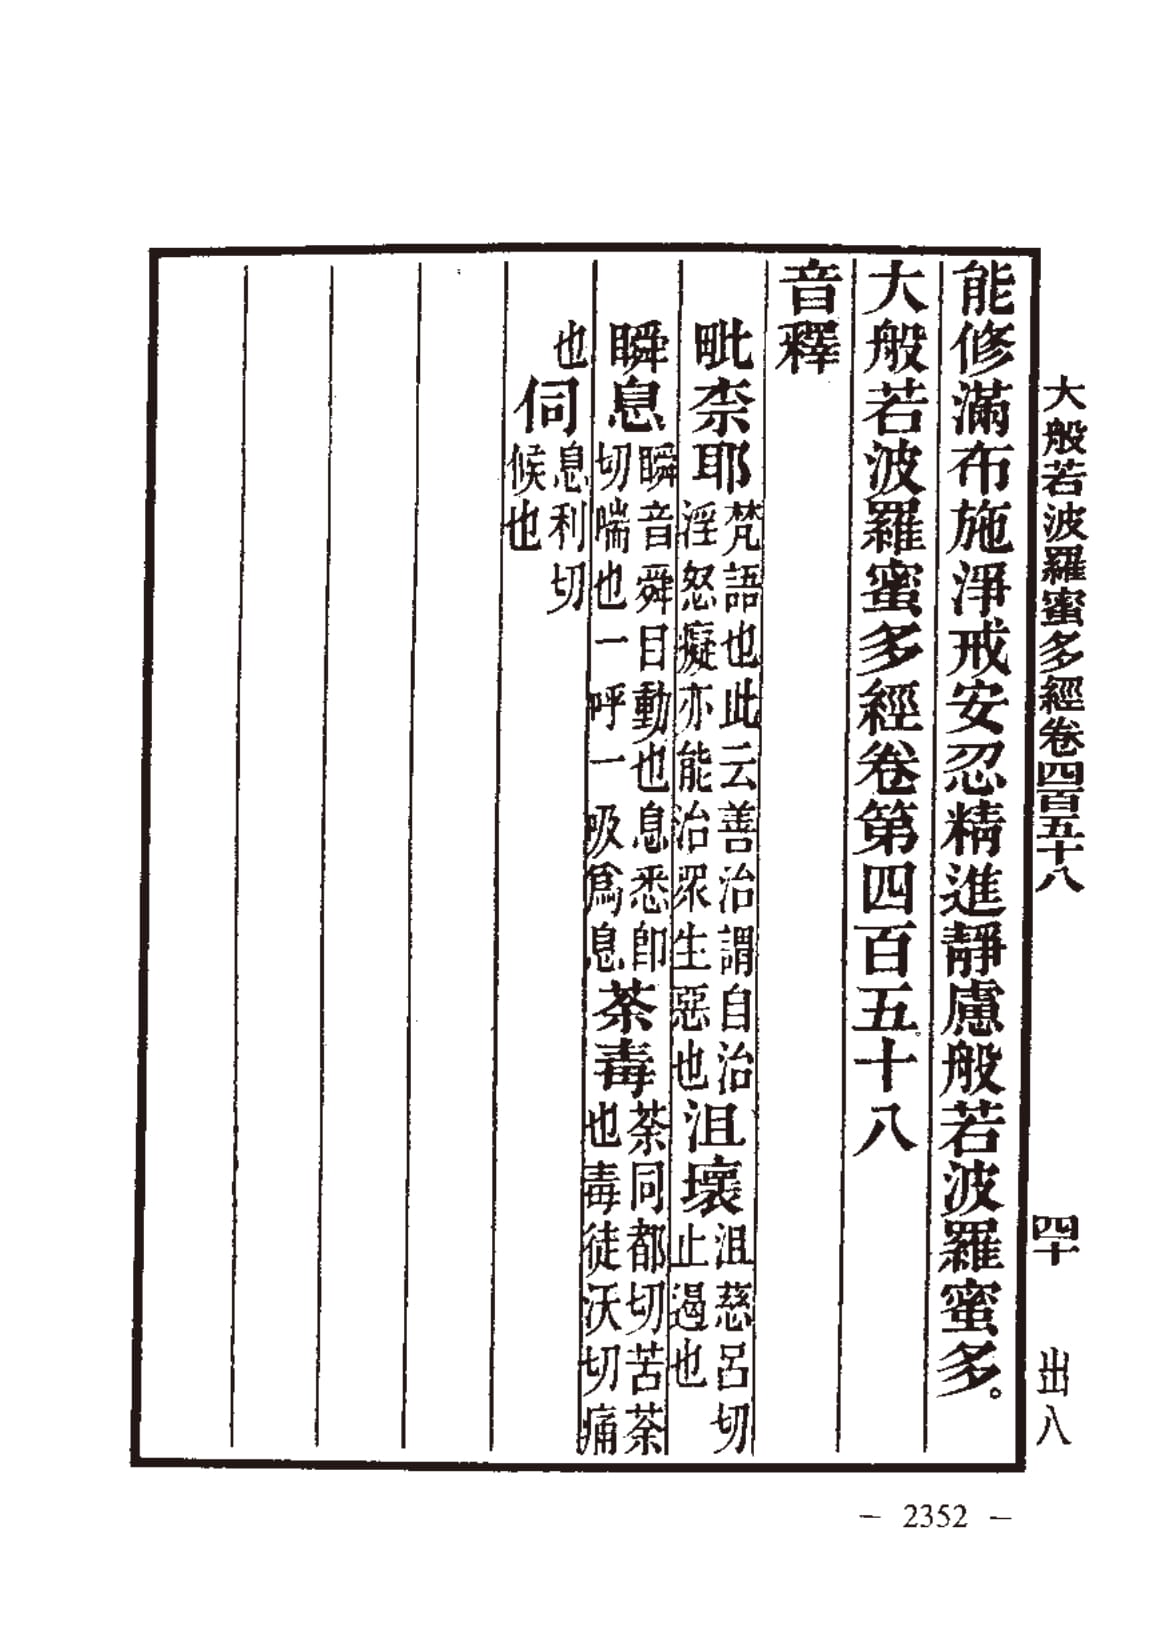 大般若波羅蜜多經卷四百五十八　四十　出八
能修滿布施淨戒安忍精進靜慮般若波羅蜜多。
大般若波羅蜜多經卷第四百五十八
音釋
毗柰耶梵語也此云善治謂自治淫怒癡亦能治眾生惡也沮壞沮慈呂切止遏也
瞬息瞬音舜目動也息悉卽切喘也一呼一吸爲息荼毒荼同都切苦荼也毒徒沃切痛
也伺息利切候也
– 2352 –